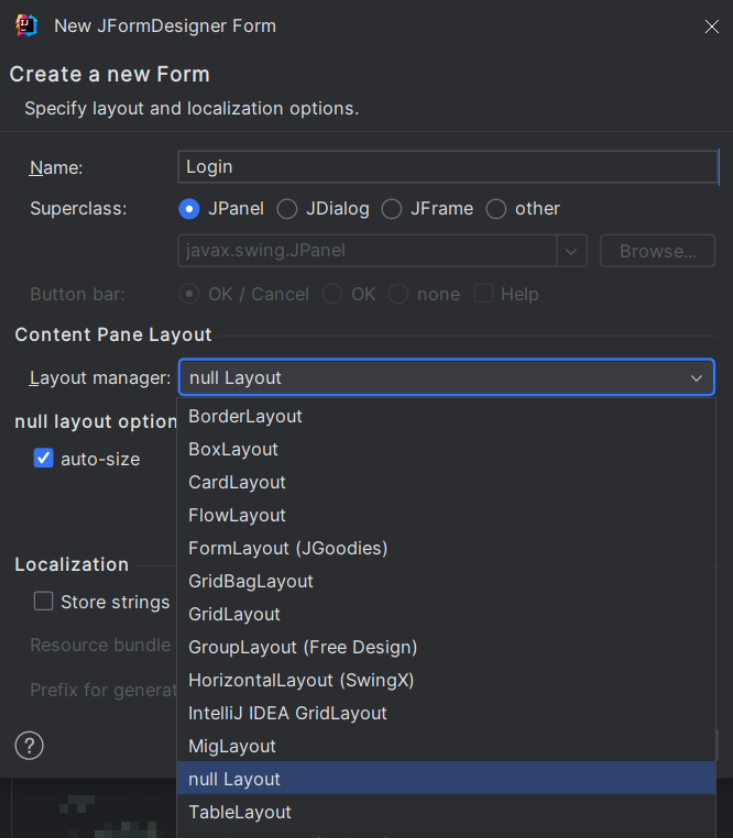 New JFormDesigner Form
Create a new Form
Specify layout and localization options.
Name: Login
Superclass: JPanel JDialog JFrame other
javax.swing.JPanel Browse...
Button bar: OK / Cancel OK none Help
Content Pane Layout
Layout manager: null Layout
BorderLayout
null layout option
BoxLayout
auto-size
CardLayout
FlowLayout
FormLayout (JGoodies)
Localization
GridBagLayout
Store strings
GridLayout
Resource bundle
GroupLayout (Free Design)
Prefix for generat
HorizontalLayout (SwingX)
IntelliJ IDEA GridLayout
?
MigLayout
null Layout
TableLayout